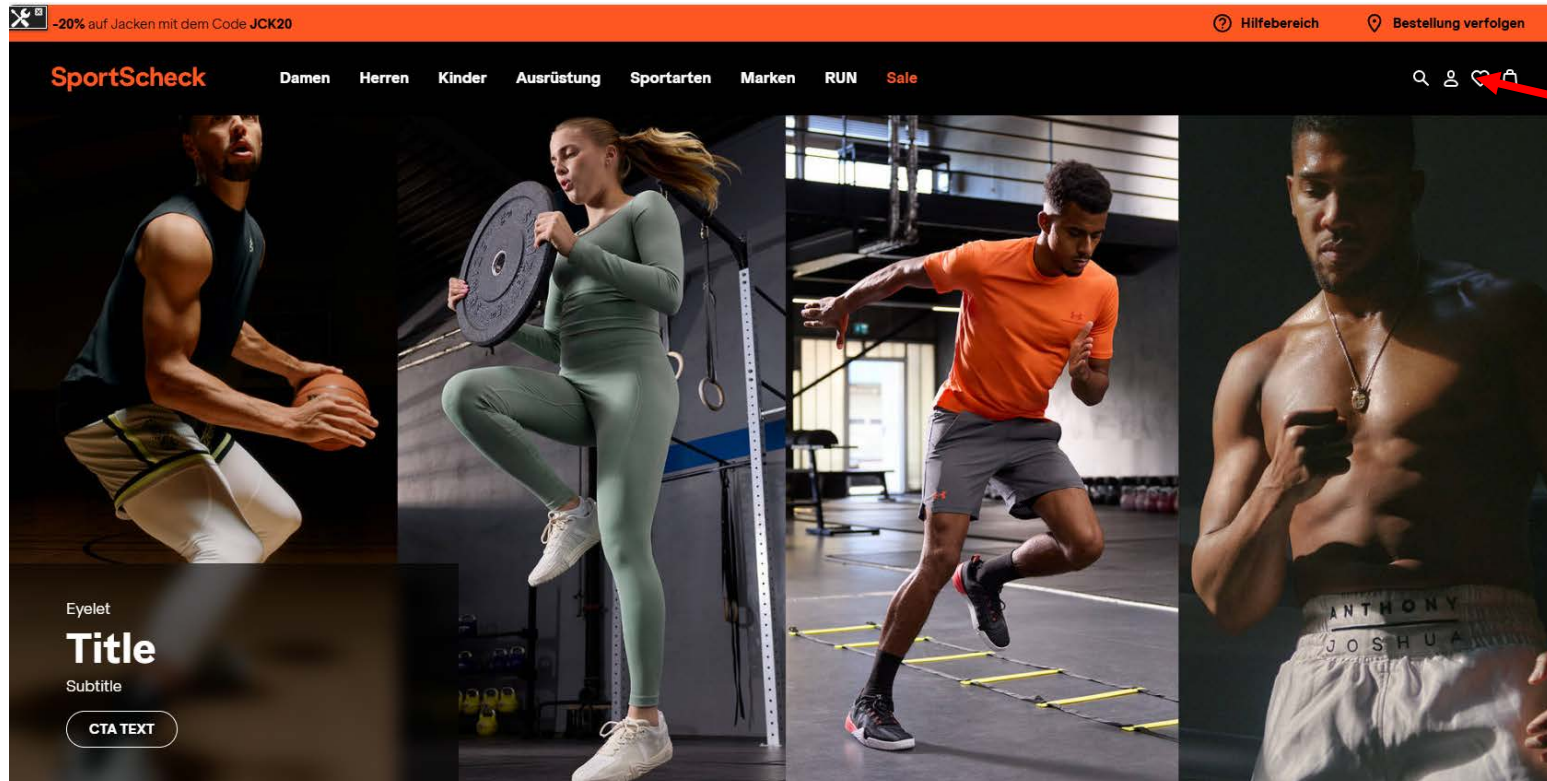 -20% auf Jacken mit dem Code JCK20
Hilfebereich
Bestellung verfolgen
SportScheck
Damen
Herren
Kinder
Ausrüstung
Sportarten
Marken
RUN
Sale
ANTHONY
JOSHUA
Eyelet
Title
Subtitle
CTA TEXT